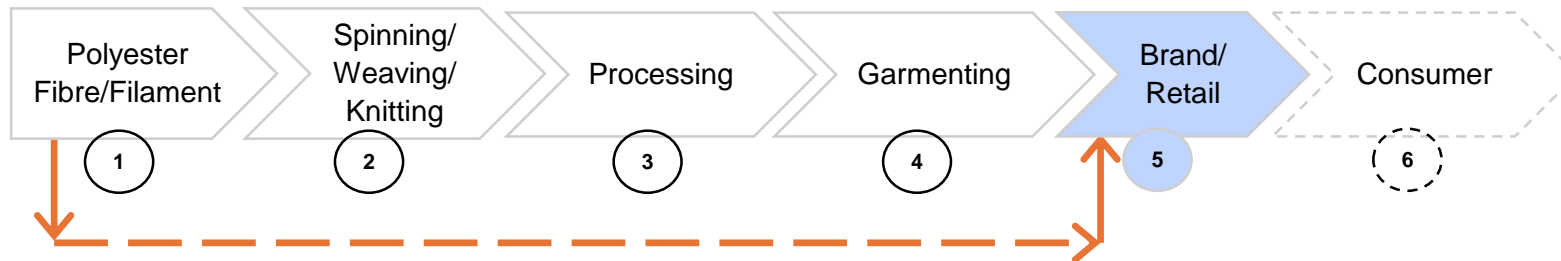 Polyester
Fibre/Filament
Spinning/
Weaving/
Knitting
Processing
Garmenting
Brand/
Retail
Consumer
1
2
3
4
5
6